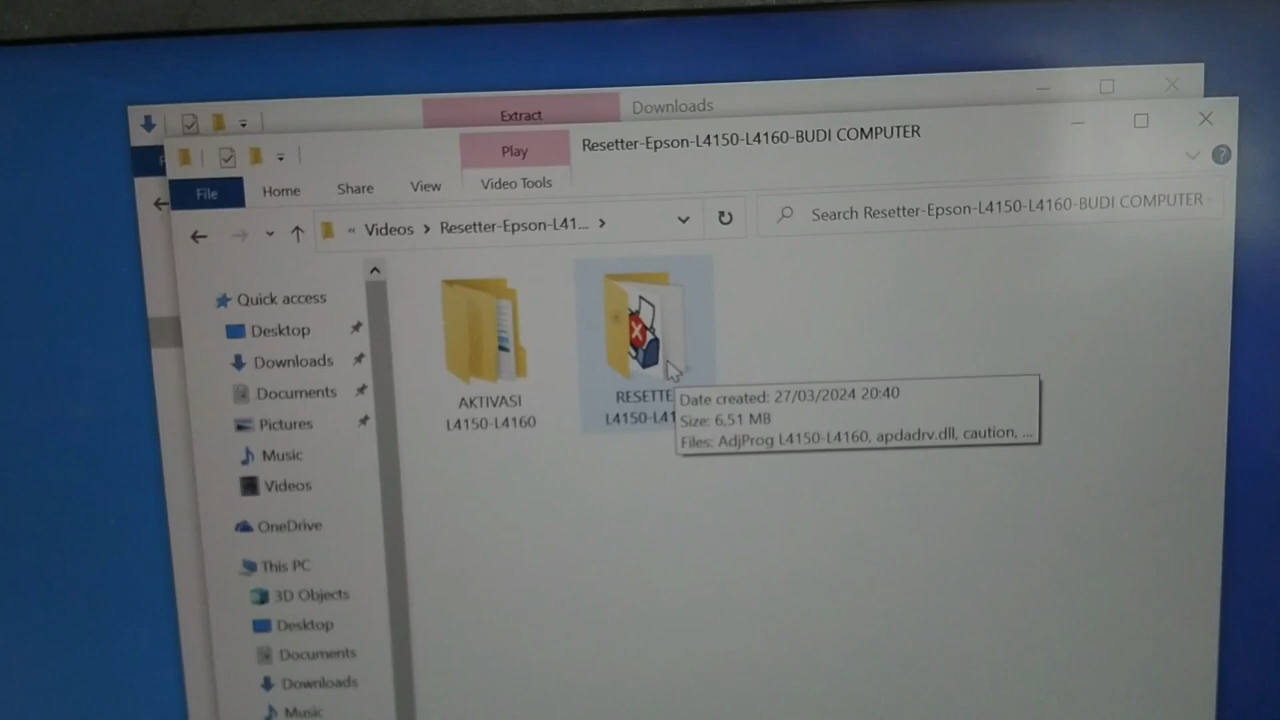 Extract
Downloads
Play
Resetter-Epson-L4150-L4160-BUDI COMPUTER
File
Home
Share
View
Video Tools
« Videos > Resetter-Epson-L41... >
Search Resetter-Epson-L4150-L4160-BUDI COMPUTER
Quick access
Desktop
Downloads
Documents
Pictures
Music
Videos
OneDrive
This PC
3D Objects
Desktop
Documents
Downloads
Music
AKTIVASI
L4150-L4160
RESETTE
L4150-L41
Date created: 27/03/2024 20:40
Size: 6,51 MB
Files: AdjProg L4150-L4160, apdadrv.dll, caution, ...